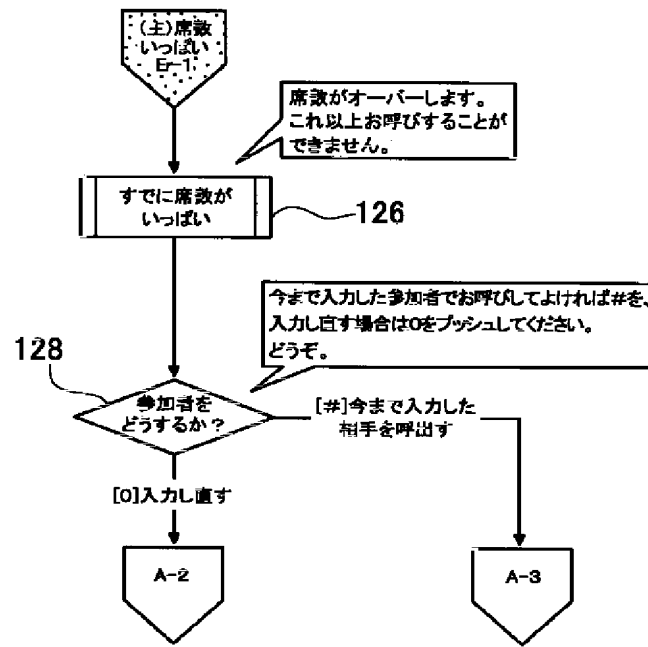 (主)席数
いっぱい
Er-1
席数がオーバーします。
これ以上お呼びすることが
できません。
すでに席数が
いっぱい
126
今まで入力した参加者でお呼びしてよければ#を、
入力し直す場合は0をプッシュしてください。
どうぞ。
128
参加者を
どうするか?
[#]今まで入力した
相手を呼出す
[0]入力し直す
A-2
A-3